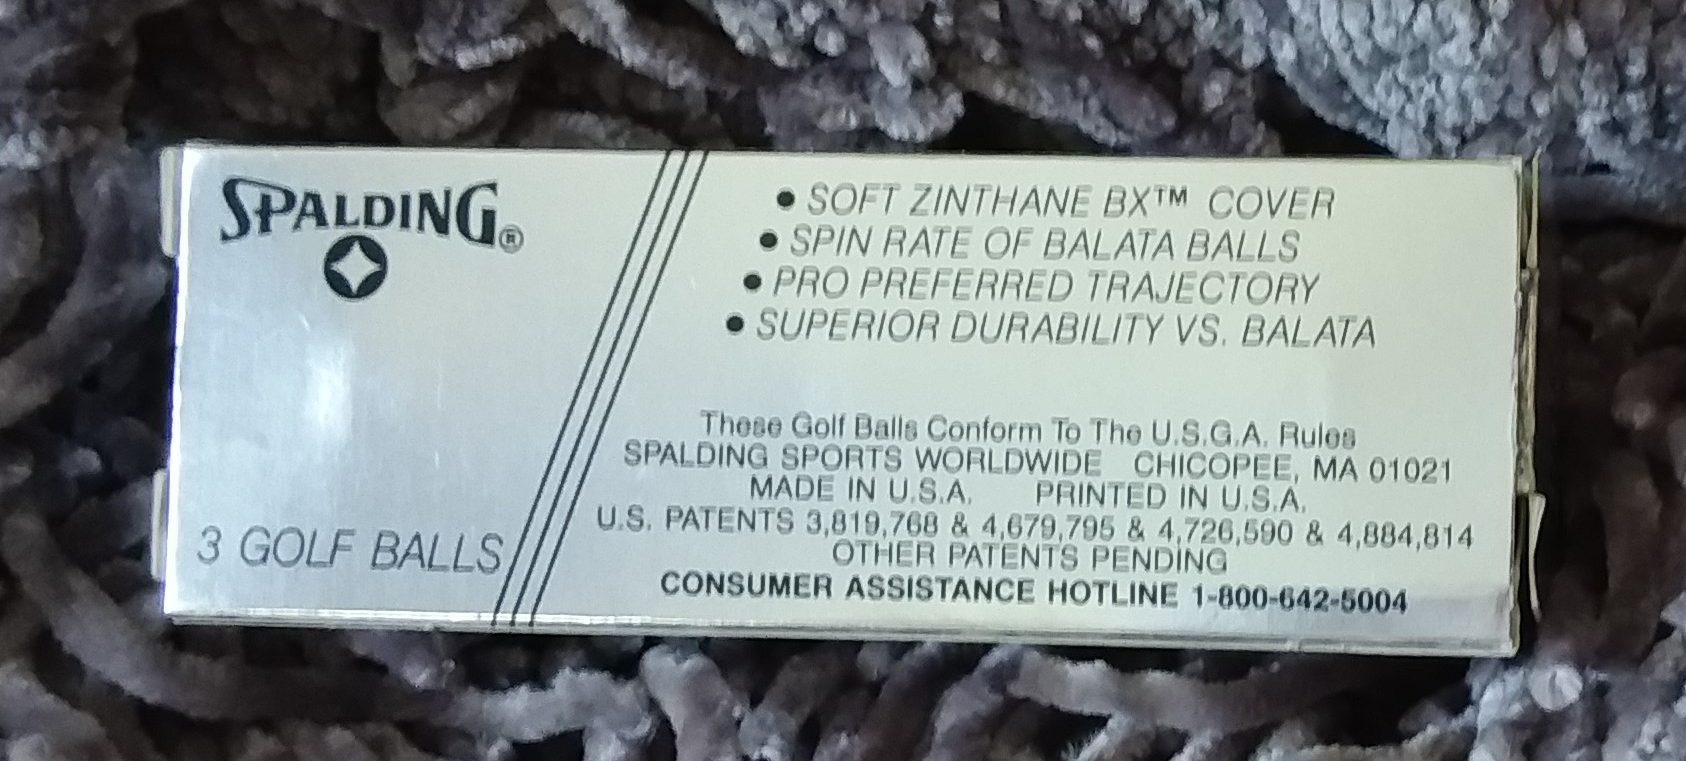 SPALDING®
3 GOLF BALLS
• SOFT ZINTHANE BX™ COVER
• SPIN RATE OF BALATA BALLS
• PRO PREFERRED TRAJECTORY
• SUPERIOR DURABILITY VS. BALATA
These Golf Balls Conform To The U.S.G.A. Rules
SPALDING SPORTS WORLDWIDE CHICOPEE, MA 01021
MADE IN U.S.A. PRINTED IN U.S.A.
U.S. PATENTS 3,819,768 & 4,679,795 & 4,726,590 & 4,884,814
OTHER PATENTS PENDING
CONSUMER ASSISTANCE HOTLINE 1-800-642-5004